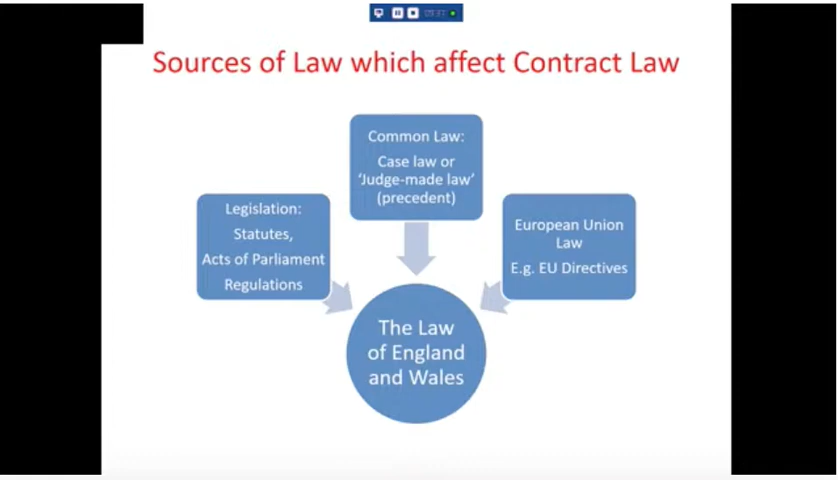 Sources of Law which affect Contract Law
Common Law:
Case law or
‘Judge-made law’
(precedent)
Legislation:
Statutes,
Acts of Parliament
Regulations
European Union
Law
E.g. EU Directives
The Law
of England
and Wales